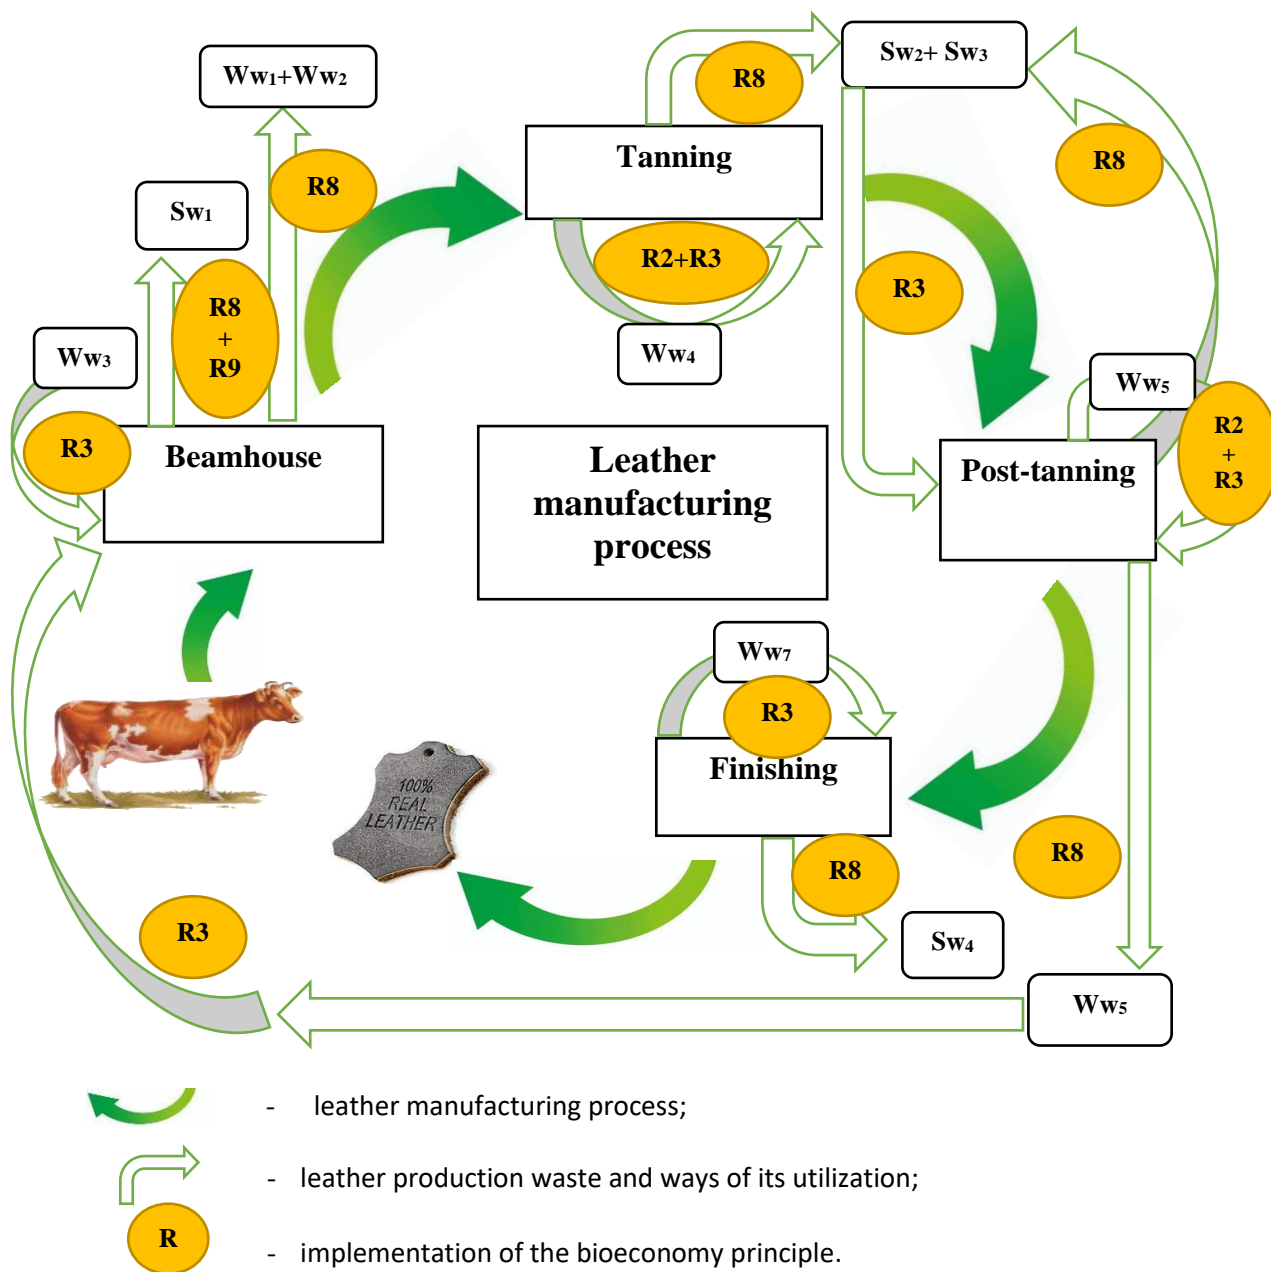 Sw₂+ Sw₃
Ww₁+Ww₂
R8
R8
Tanning
R8
R8
Sw₁
R2+R3
R3
R8
+
R9
Ww₃
Ww₄
Ww₅
R3
Beamhouse
Leather
manufacturing
process
Post-tanning
R2
+
R3
Ww₇
R3
Finishing
100%
REAL
LEATHER
R8
R8
R3
Sw₄
Ww₅
- leather manufacturing process;
- leather production waste and ways of its utilization;
R
- implementation of the bioeconomy principle.